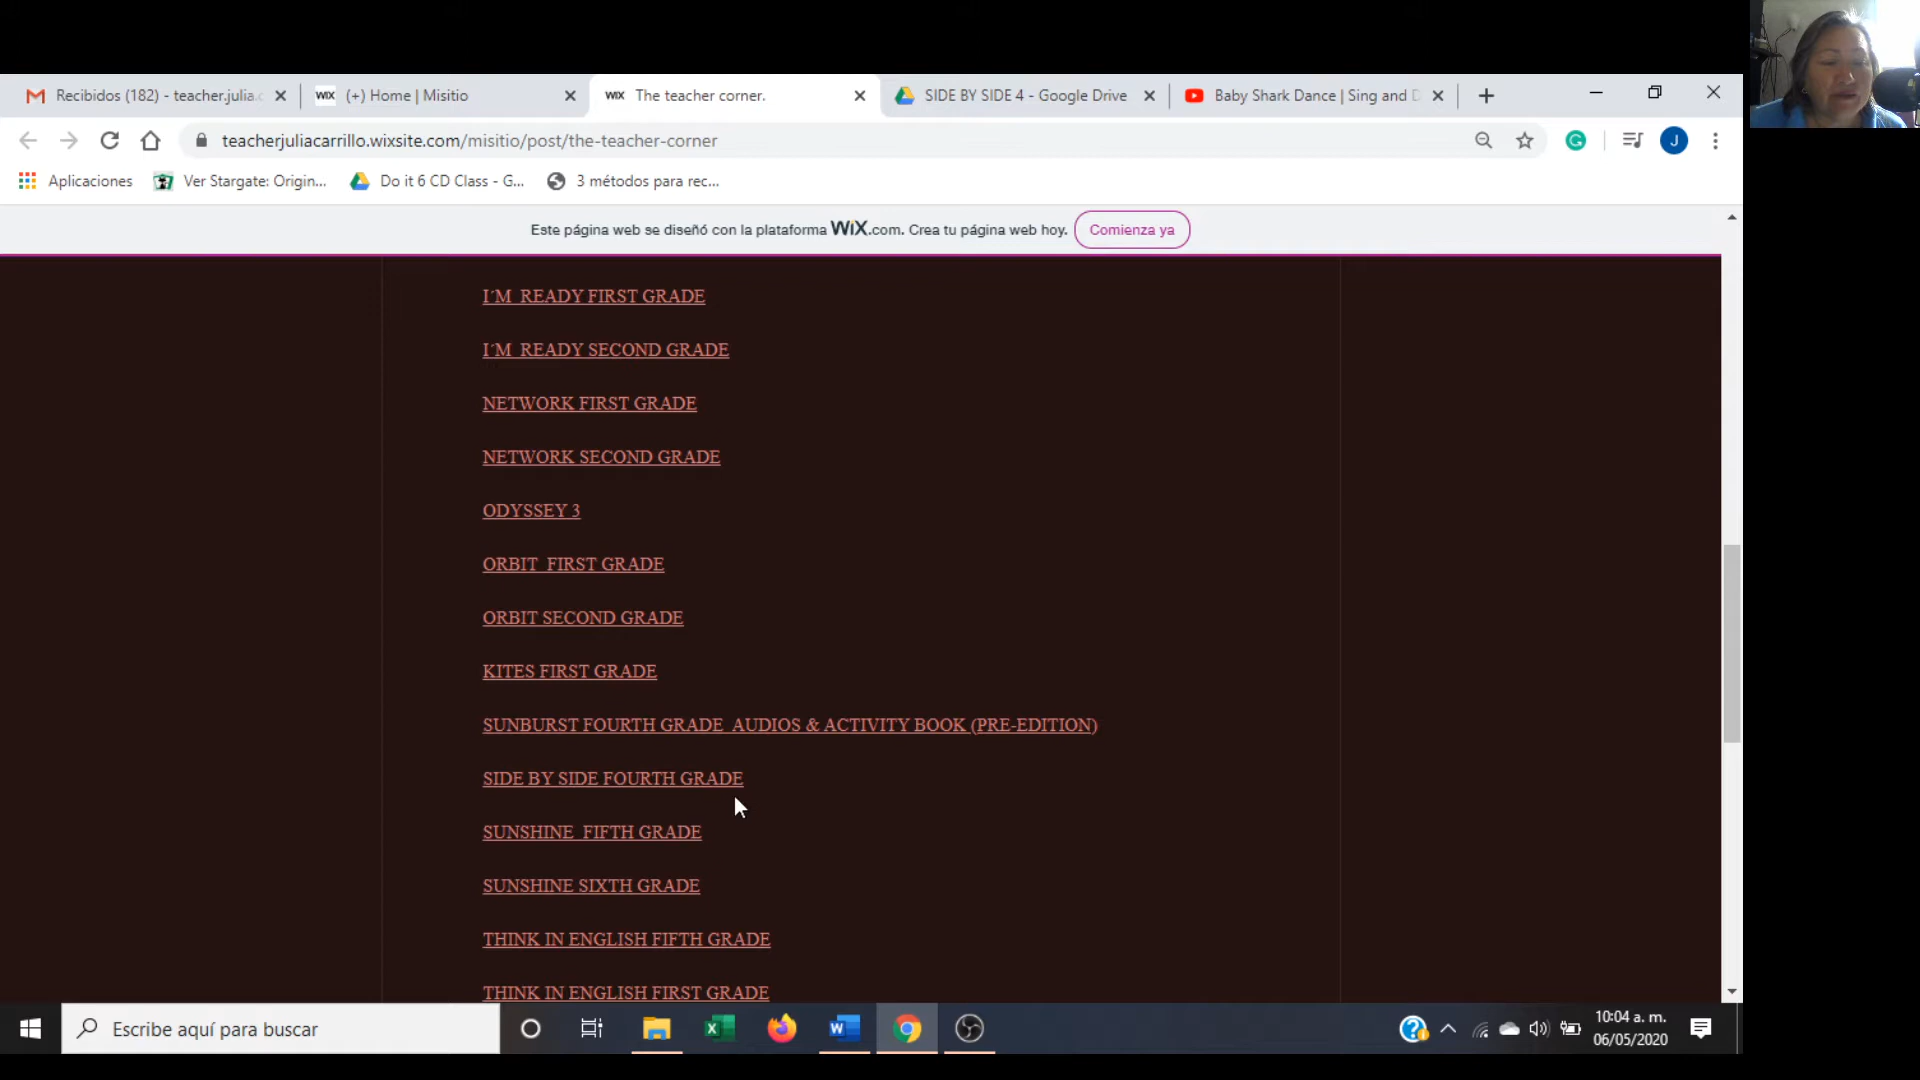 Recibidos (182) - teacher.julia.c
WIX (+) Home | Misitio
WIX The teacher corner.
SIDE BY SIDE 4 - Google Drive
Baby Shark Dance | Sing and D
teacherjuliacarrillo.wixsite.com/misitio/post/the-teacher-corner
J
Aplicaciones
Ver Stargate: Origin...
Do it 6 CD Class - G...
3 métodos para rec...
Este página web se diseñó con la plataforma WiX.com. Crea tu página web hoy. Comienza ya
I´M  READY FIRST GRADE
I´M  READY SECOND GRADE
NETWORK FIRST GRADE
NETWORK SECOND GRADE
ODYSSEY 3
ORBIT  FIRST GRADE
ORBIT SECOND GRADE
KITES FIRST GRADE
SUNBURST FOURTH GRADE  AUDIOS & ACTIVITY BOOK (PRE-EDITION)
SIDE BY SIDE FOURTH GRADE
SUNSHINE  FIFTH GRADE
SUNSHINE SIXTH GRADE
THINK IN ENGLISH FIFTH GRADE
THINK IN ENGLISH FIRST GRADE
Escribe aquí para buscar
10:04 a. m.
06/05/2020